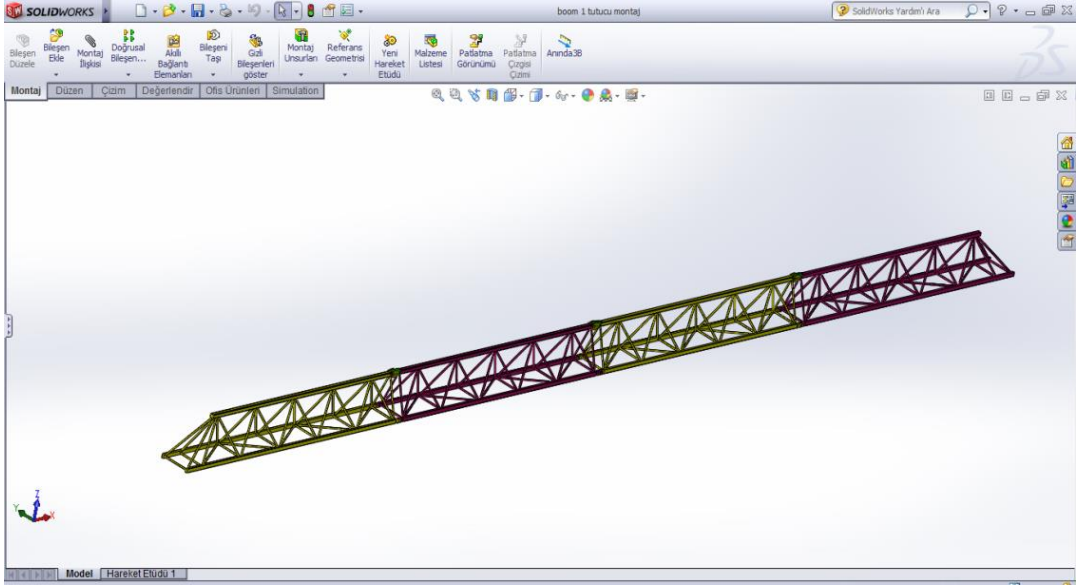 SOLIDWORKS
boom 1 tutucu montaj
SolidWorks Yardım'ı Ara
Bileşen Düzele
Bileşen Ekle
Montaj İlişkisi
Doğrusal Bileşen...
Akıllı Bağlantı Elemanları
Bileşeni Taşı
Gizli Bileşenleri göster
Montaj Unsurları
Referans Geometrisi
Yeni Hareket Etüdü
Malzeme Listesi
Patlatma Görünümü
Patlatma Çizgisi Çizimi
Anında3B
Montaj
Düzen
Çizim
Değerlendir
Ofis Ürünleri
Simulation
Z
Y
X
Model
Hareket Etüdü 1